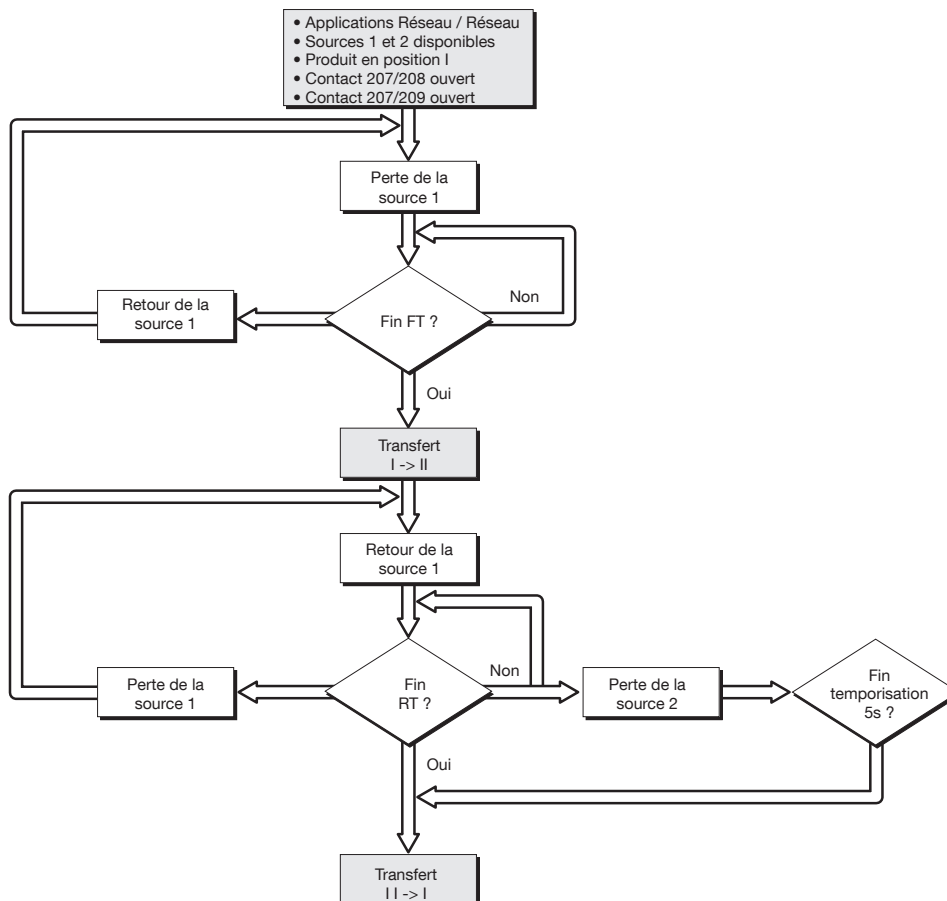 • Applications Réseau / Réseau
• Sources 1 et 2 disponibles
• Produit en position I
• Contact 207/208 ouvert
• Contact 207/209 ouvert
Perte de la
source 1
Non
Retour de la
source 1
Fin FT ?
Oui
Transfert
I -> II
Retour de la
source 1
Non
Perte de la
source 1
Fin
RT ?
Perte de la
source 2
Fin
temporisation
5s ?
Oui
Transfert
I I -> I